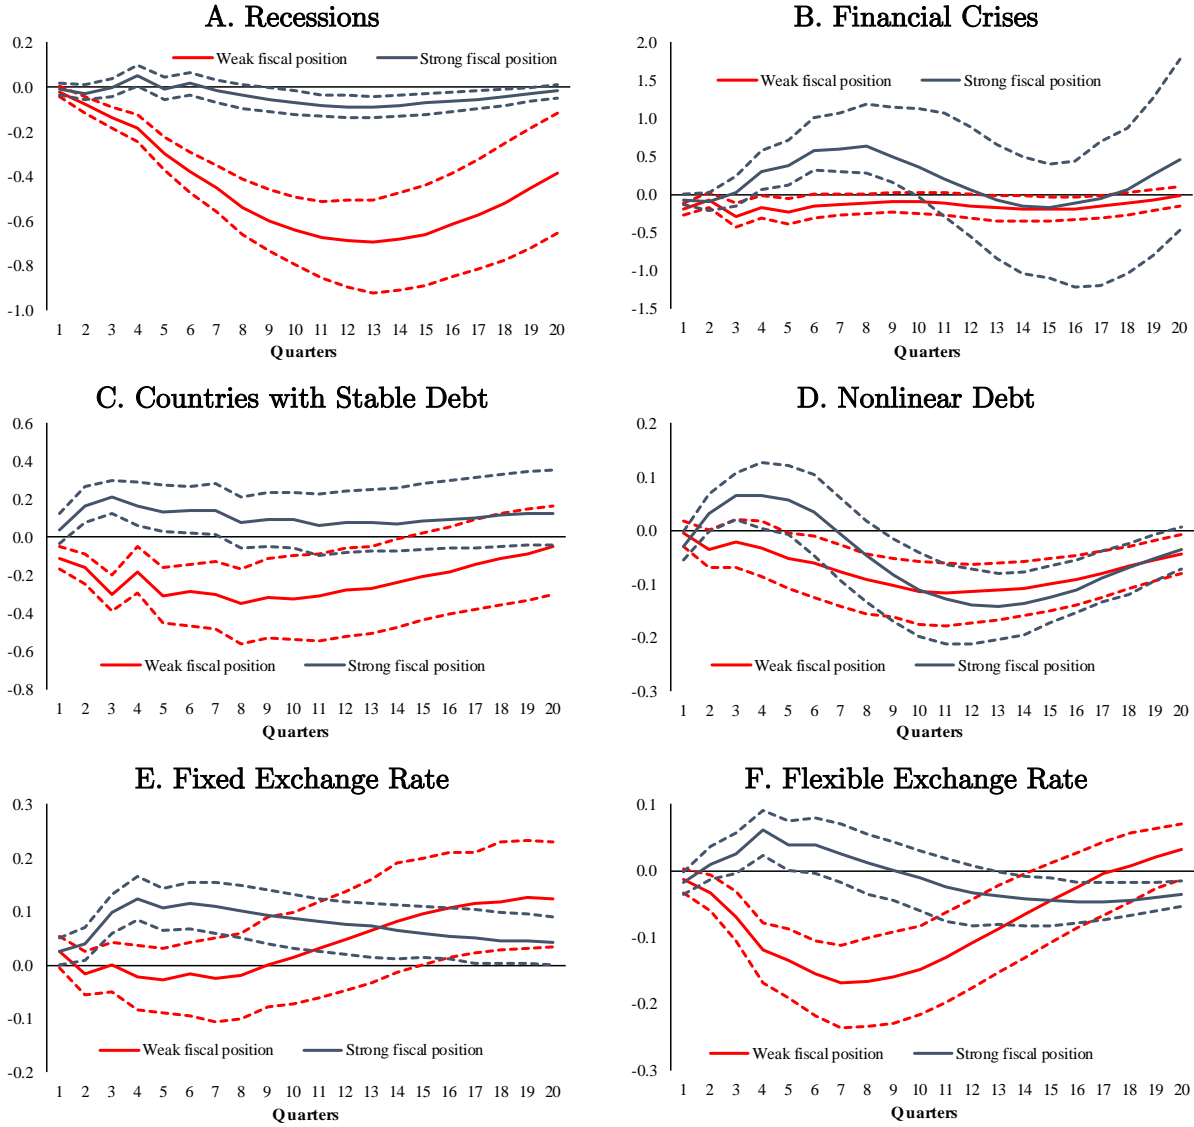 A. Recessions
0.2
0.0
-0.2
-0.4
-0.6
-0.8
-1.0
Weak fiscal position Strong fiscal position
1 2 3 4 5 6 7 8 9 10 11 12 13 14 15 16 17 18 19 20
Quarters
B. Financial Crises
2.0
1.5
1.0
0.5
0.0
-0.5
-1.0
-1.5
Weak fiscal position Strong fiscal position
1 2 3 4 5 6 7 8 9 10 11 12 13 14 15 16 17 18 19 20
Quarters
C. Countries with Stable Debt
0.6
0.4
0.2
0.0
-0.2
-0.4
-0.6
-0.8
Weak fiscal position Strong fiscal position
1 2 3 4 5 6 7 8 9 10 11 12 13 14 15 16 17 18 19 20
Quarters
D. Nonlinear Debt
0.2
0.1
0.0
-0.1
-0.2
-0.3
Weak fiscal position Strong fiscal position
1 2 3 4 5 6 7 8 9 10 11 12 13 14 15 16 17 18 19 20
Quarters
E. Fixed Exchange Rate
0.3
0.2
0.1
0.0
-0.1
-0.2
Weak fiscal position Strong fiscal position
1 2 3 4 5 6 7 8 9 10 11 12 13 14 15 16 17 18 19 20
Quarters
F. Flexible Exchange Rate
0.1
0.0
-0.1
-0.2
-0.3
Weak fiscal position Strong fiscal position
1 2 3 4 5 6 7 8 9 10 11 12 13 14 15 16 17 18 19 20
Quarters